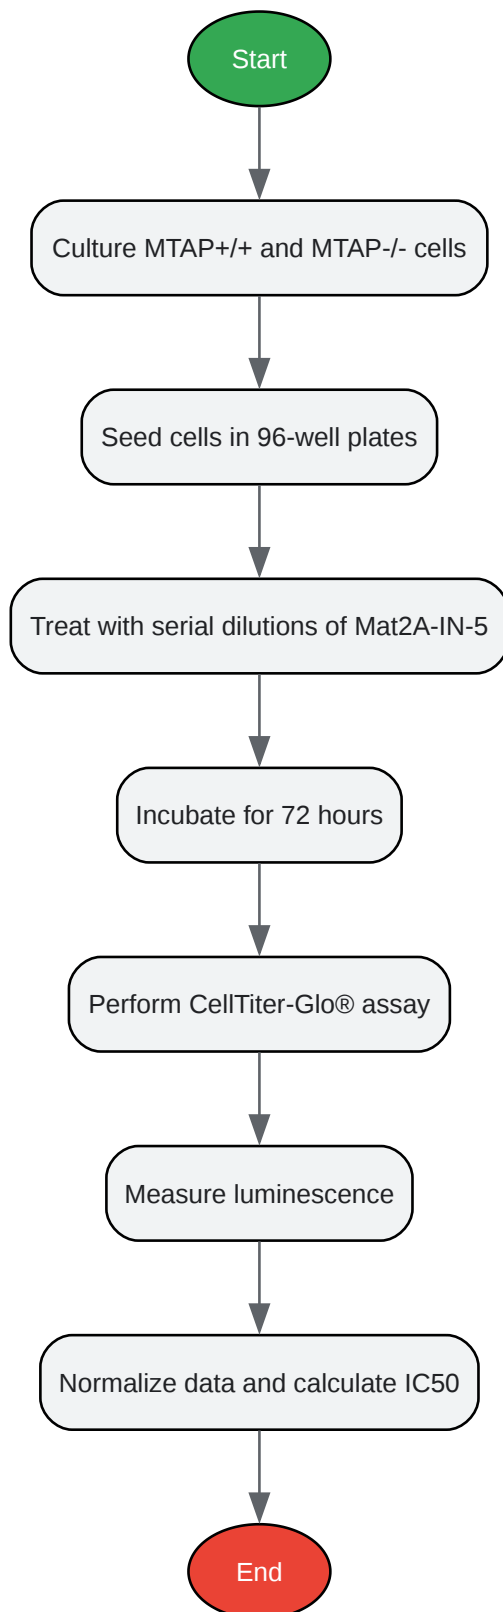 Start
Culture MTAP+/+ and MTAP-/- cells
Seed cells in 96-well plates
Treat with serial dilutions of Mat2A-IN-5
Incubate for 72 hours
Perform CellTiter-Glo® assay
Measure luminescence
Normalize data and calculate IC50
End